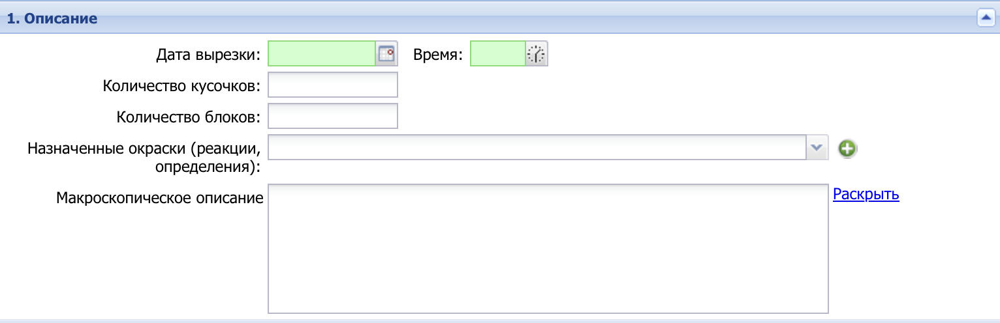 1. Описание
Дата вырезки: Время:
Количество кусочков:
Количество блоков:
Назначенные окраски (реакции,
определения):
Макроскопическое описание
Раскрыть